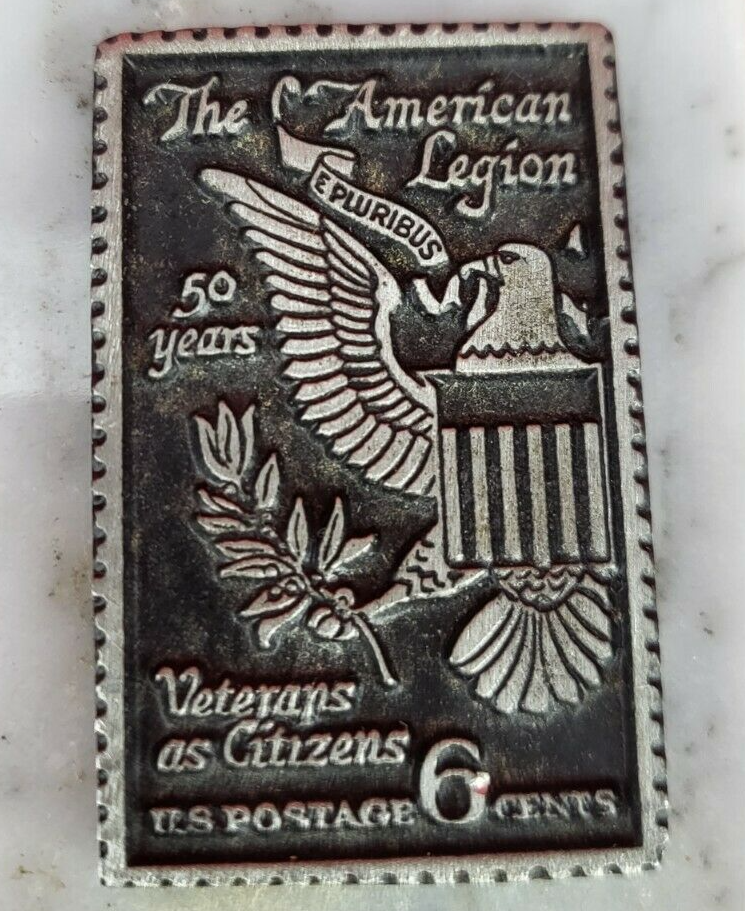 The American
Legion
E PLURIBUS
50
years
Veterans
as Citizens
U.S POSTAGE 6 CENTS